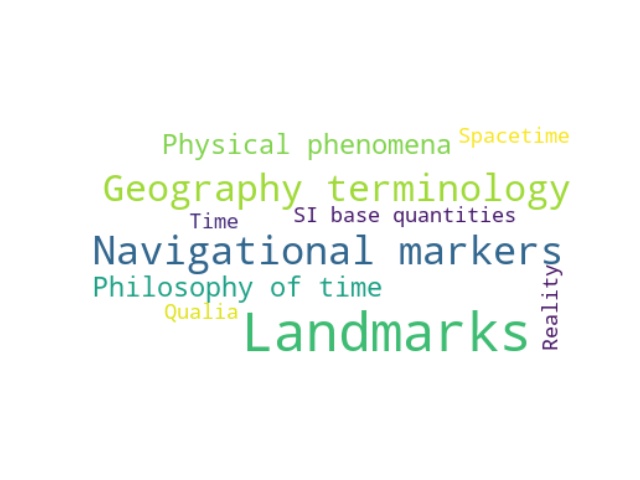 Physical phenomena
Spacetime
Geography terminology
SI base quantities
Time
Navigational markers
Philosophy of time
Reality
Qualia
Landmarks